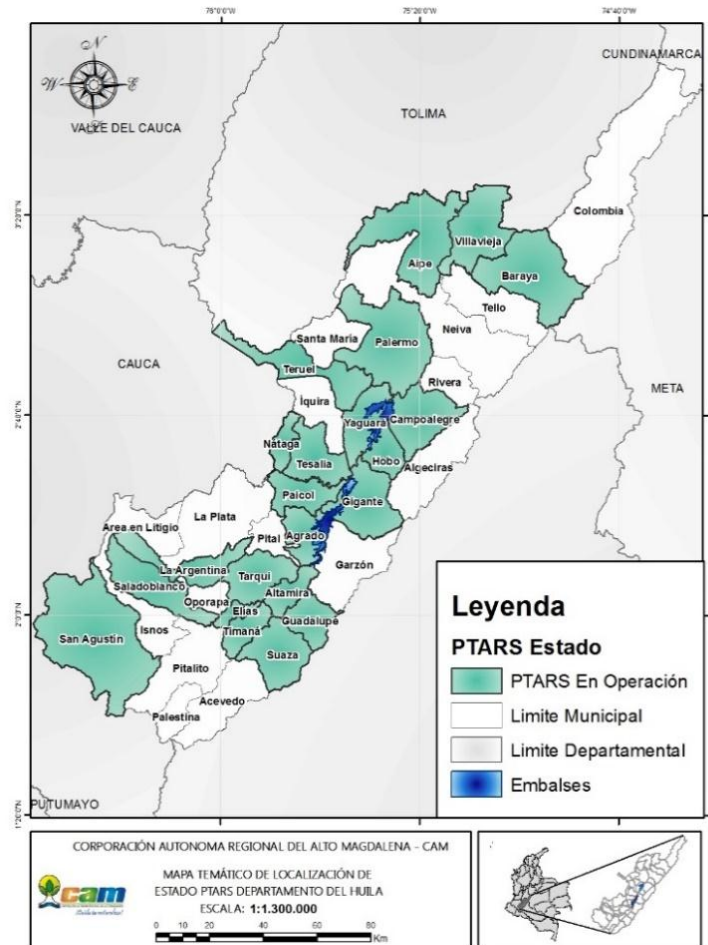 76°0'0"W
75°20'0"W
74°40'0"W
N
W
E
S
CUNDINAMARCA
VALLE DEL CAUCA
TOLIMA
Colombia
Villavieja
Aipe
Baraya
Tello
Neiva
Santa Maria
Palermo
Teruel
Rivera
CAUCA
META
Íquira
Yaguará
Campoalegre
Nátaga
Tesalia
Hobo
Algeciras
Paicol
Gigante
La Plata
Area en Litigio
Pital
Agrado
Garzón
La Argentina
Tarqui
Saladoblanco
Altamira
Oporapa
Elias
Guadalupe
San Agustín
Isnos
Timaná
Suaza
Pitalito
Acevedo
Palestina
PUTUMAYO
Leyenda
PTARS Estado
PTARS En Operación
Limite Municipal
Limite Departamental
Embalses
CORPORACIÓN AUTONOMA REGIONAL DEL ALTO MAGDALENA - CAM
MAPA TEMÁTICO DE LOCALIZACIÓN DE
ESTADO PTARS DEPARTAMENTO DEL HUILA
ESCALA: 1:1.300.000
cam
0 10 20 40 60 80
Km